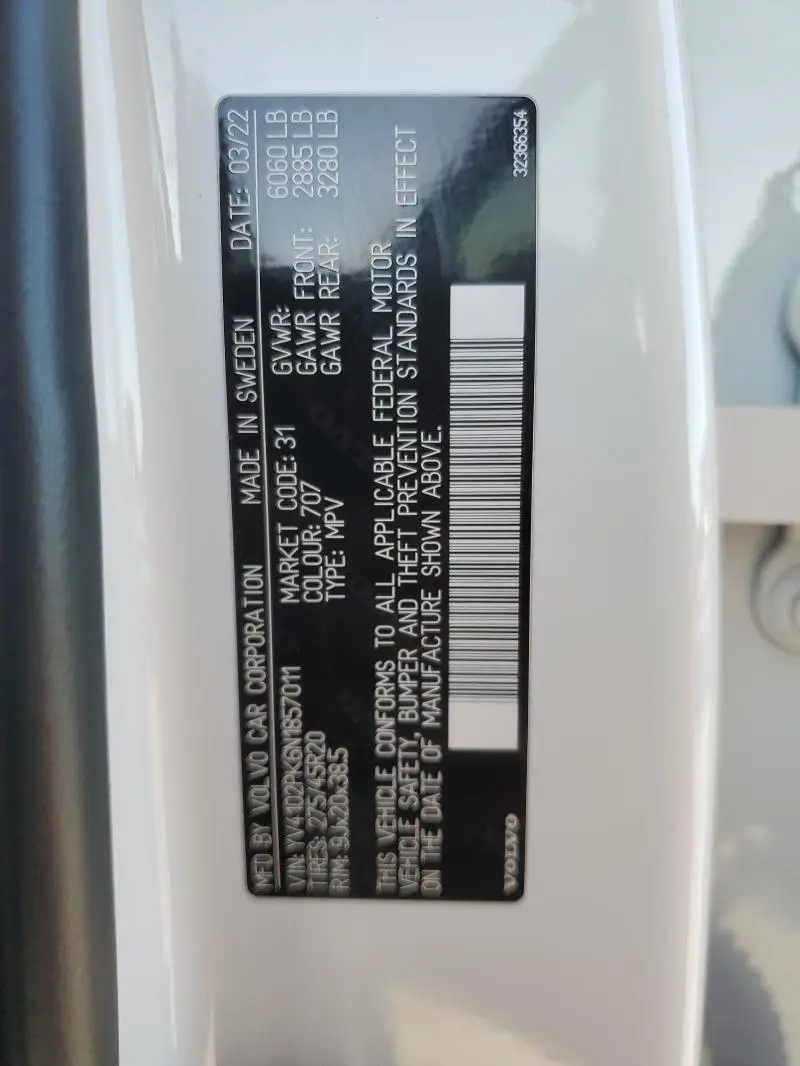 MFD BY VOLVO CAR CORPORATION MADE IN SWEDEN DATE: 03/22
VIN: YV4102PK6N1857011 MARKET CODE: 31 GVWR: 6060 LB
TIRES: 275/45R20 COLOUR: 707 GAWR FRONT: 2885 LB
RIM: 9Jx20x38.5 TYPE: MPV GAWR REAR: 3280 LB
THIS VEHICLE CONFORMS TO ALL APPLICABLE FEDERAL MOTOR
VEHICLE SAFETY, BUMPER AND THEFT PREVENTION STANDARDS IN EFFECT
ON THE DATE OF MANUFACTURE SHOWN ABOVE.
VOLVO 32366354